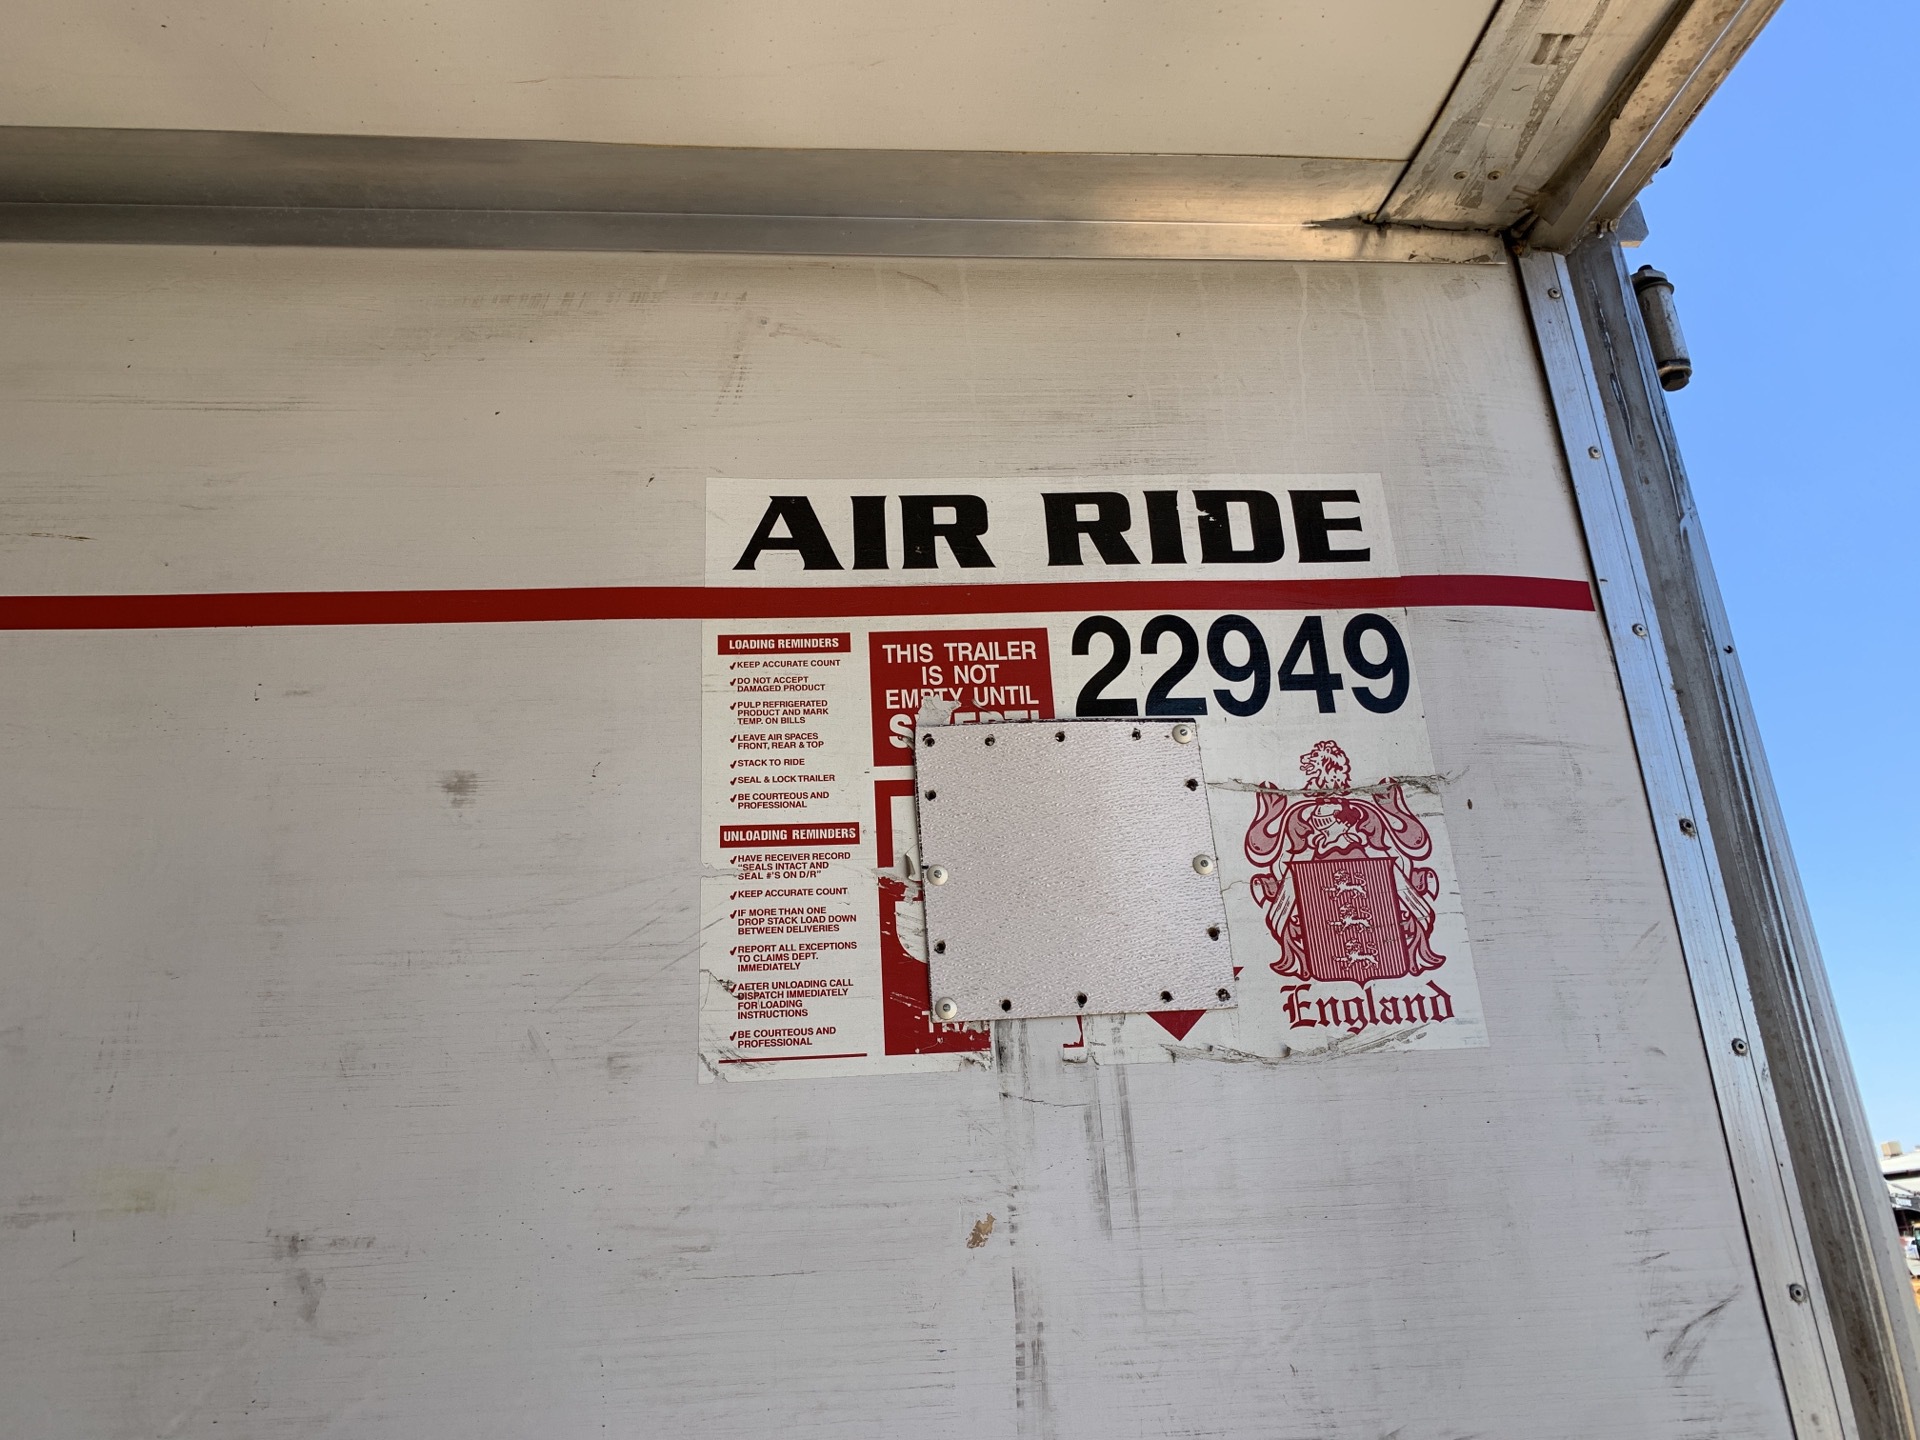 AIR RIDE
22949
LOADING REMINDERS
✓KEEP ACCURATE COUNT
✓DO NOT ACCEPT
DAMAGED PRODUCT
✓PULP REFRIGERATED
PRODUCT AND MARK
TEMP. ON BILLS
✓LEAVE AIR SPACES
FRONT, REAR & TOP
✓STACK TO RIDE
✓SEAL & LOCK TRAILER
✓BE COURTEOUS AND
PROFESSIONAL
UNLOADING REMINDERS
✓HAVE RECEIVER RECORD
"SEALS INTACT AND
SEAL #'S ON D/R"
✓KEEP ACCURATE COUNT
✓IF MORE THAN ONE
DROP STACK LOAD DOWN
BETWEEN DELIVERIES
✓REPORT ALL EXCEPTIONS
TO CLAIMS DEPT.
IMMEDIATELY
✓AFTER UNLOADING CALL
DISPATCH IMMEDIATELY
FOR LOADING
INSTRUCTIONS
✓BE COURTEOUS AND
PROFESSIONAL
THIS TRAILER
IS NOT
EMPTY UNTIL
England